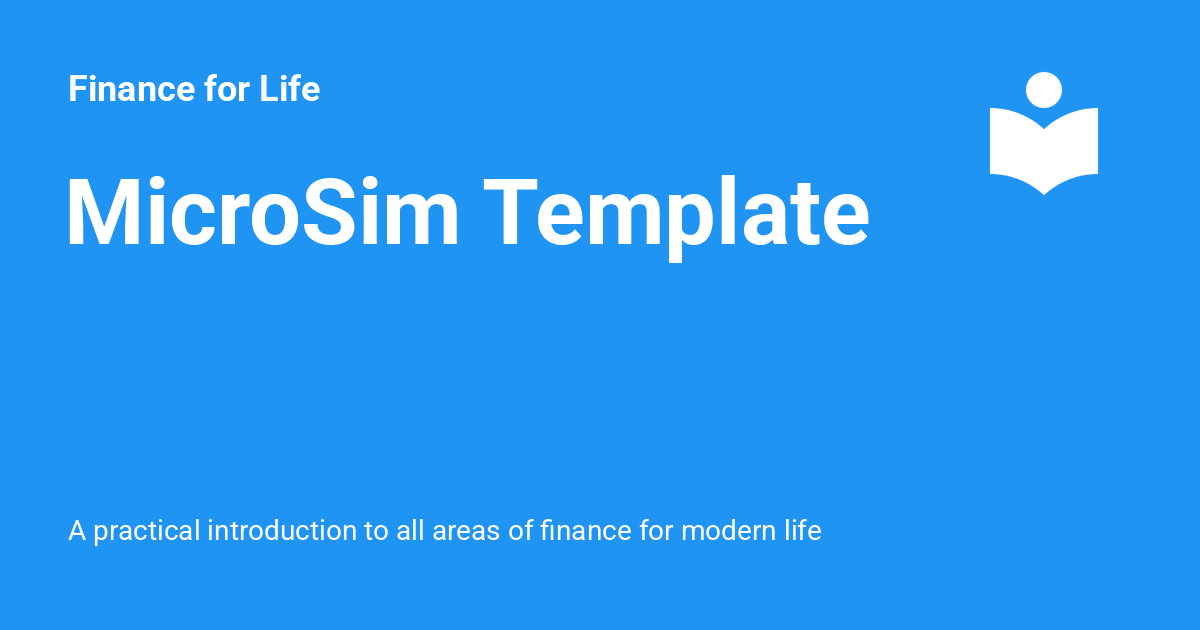 Finance for Life
MicroSim Template
A practical introduction to all areas of finance for modern life